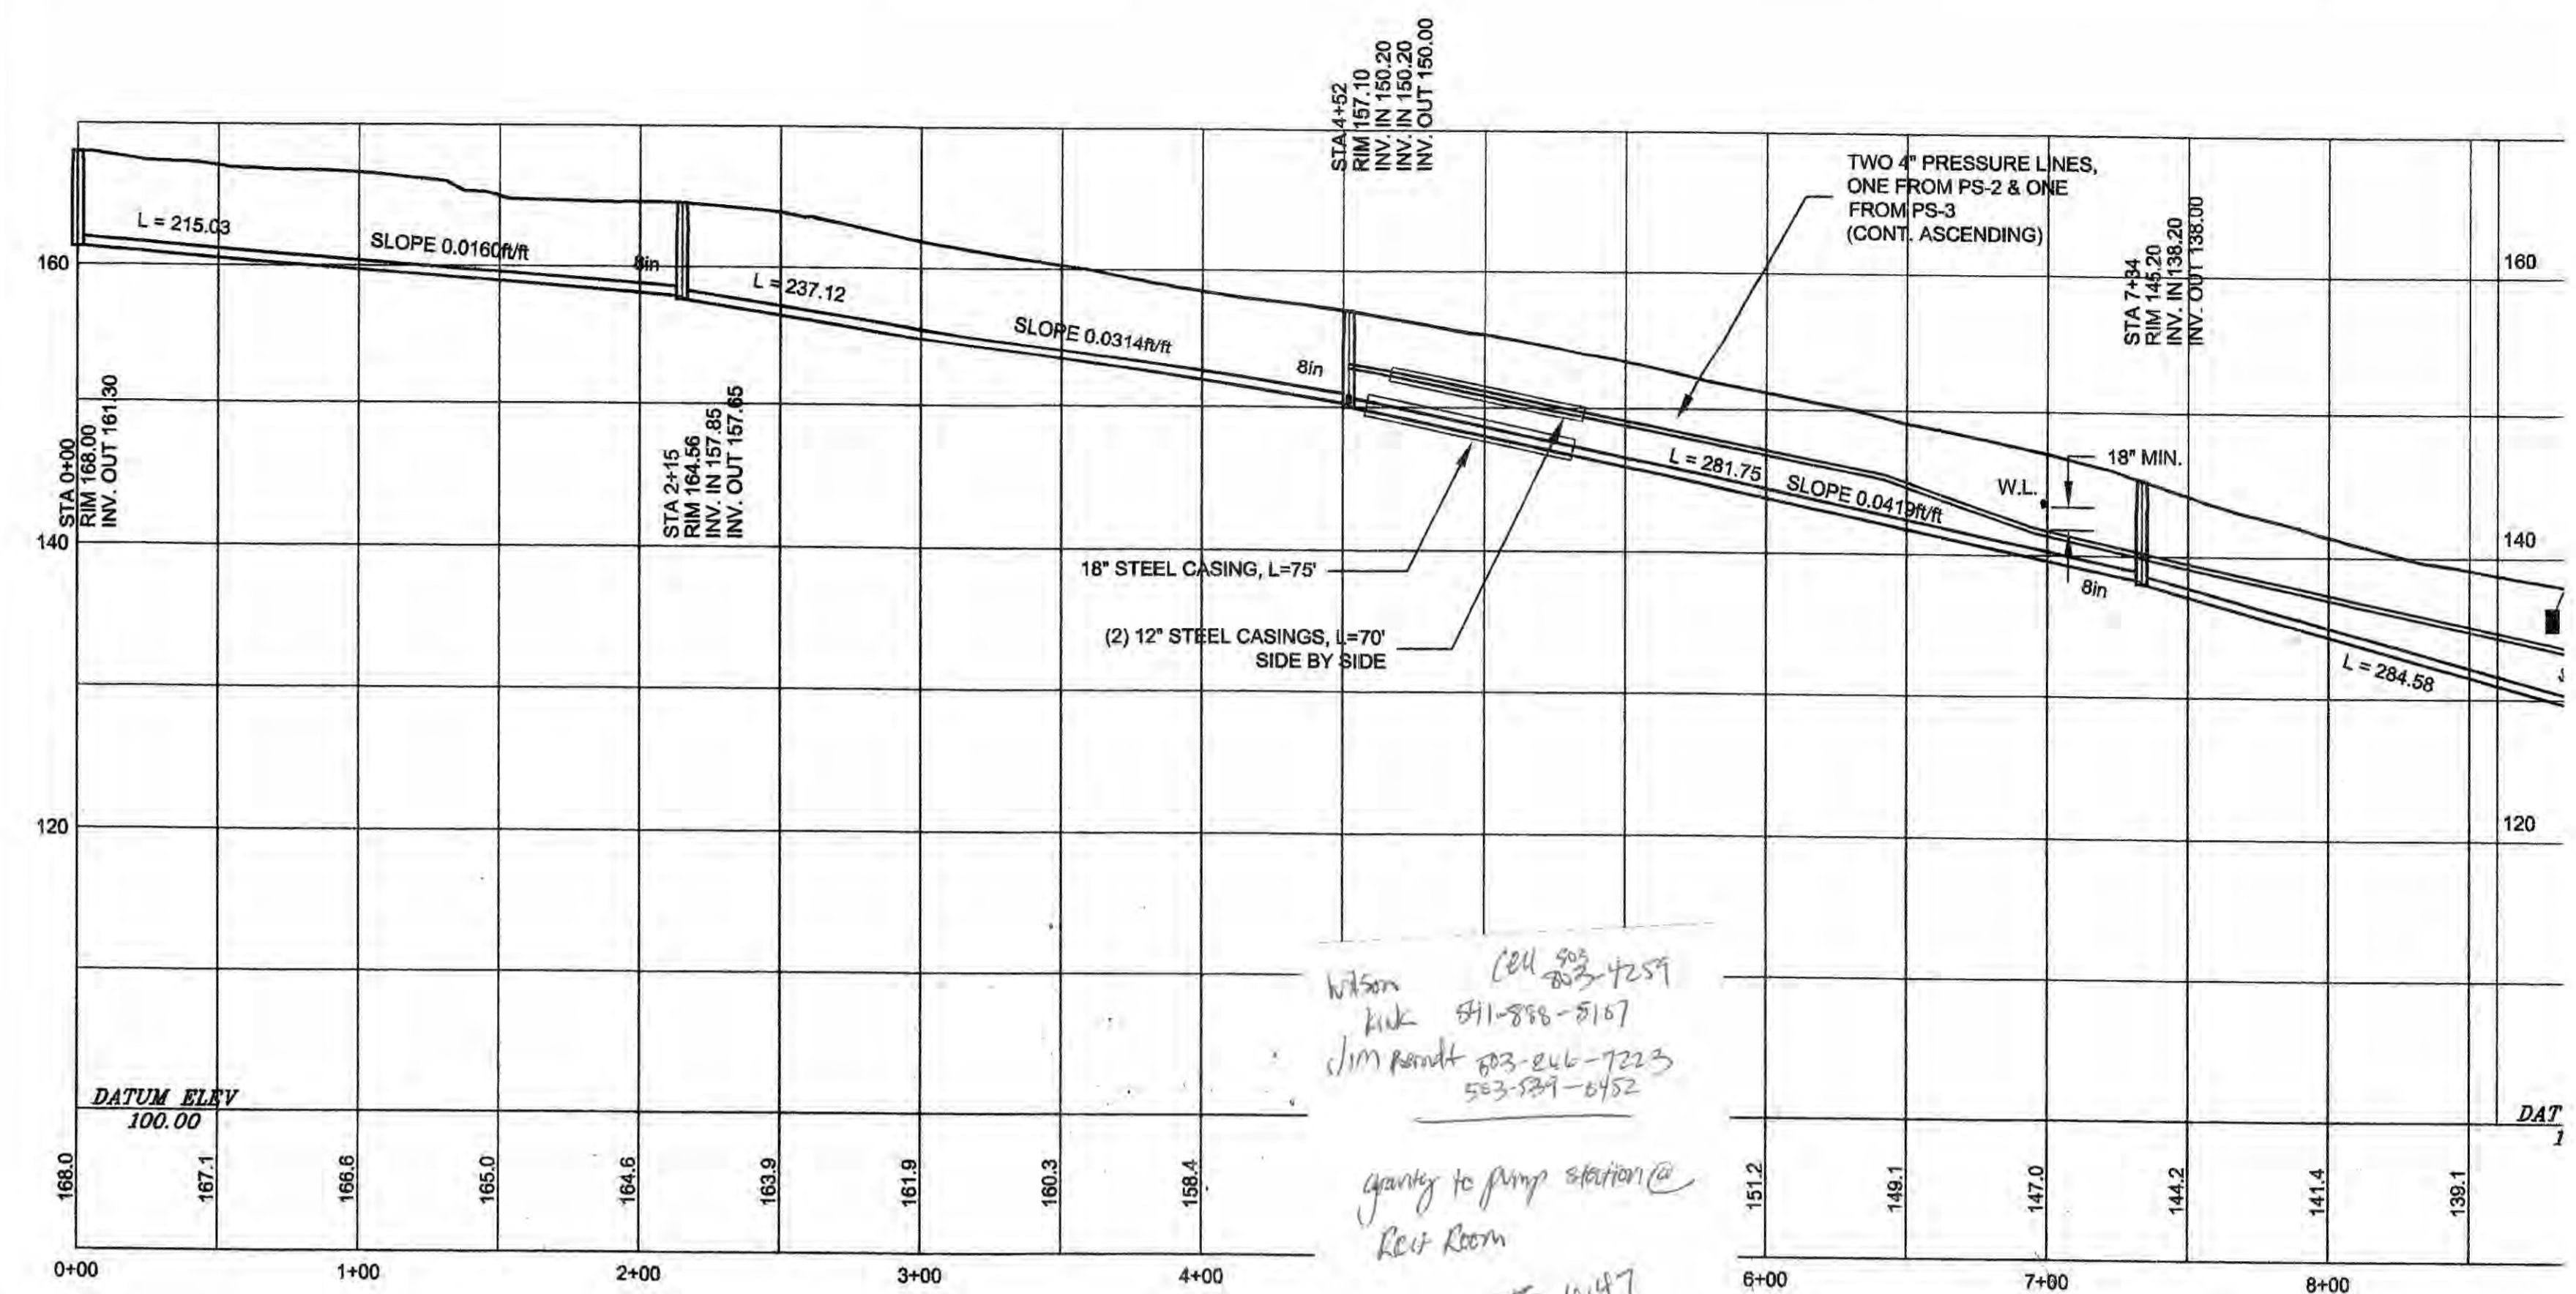 STA 4+52
RIM 157.10
INV. IN 150.20
INV. IN 150.20
INV. OUT 150.00
TWO 4" PRESSURE LINES,
ONE FROM PS-2 & ONE
FROM PS-3
(CONT. ASCENDING)
L = 215.03
SLOPE 0.0160ft/ft
8in
L = 237.12
SLOPE 0.0314ft/ft
8in
160
160
STA 0+00
RIM 168.00
INV. OUT 161.30
STA 2+15
RIM 164.56
INV. IN 157.85
INV. OUT 157.65
STA 7+34
RIM 145.20
INV. IN 138.20
INV. OUT 138.00
L = 281.75
SLOPE 0.0419ft/ft
W.L.
18" MIN.
8in
140
140
18" STEEL CASING, L=75'
(2) 12" STEEL CASINGS, L=70'
SIDE BY SIDE
L = 284.58
120
120
Wilson
Cell 503
803-4259
541-888-5107
Jim
503-539-6452
gravity to pump station @
Room
DATUM ELEV
100.00
DAT
1
168.0
167.1
166.6
165.0
164.6
163.9
161.9
160.3
158.4
151.2
149.1
147.0
144.2
141.4
139.1
0+00
1+00
2+00
3+00
4+00
6+00
7+00
8+00